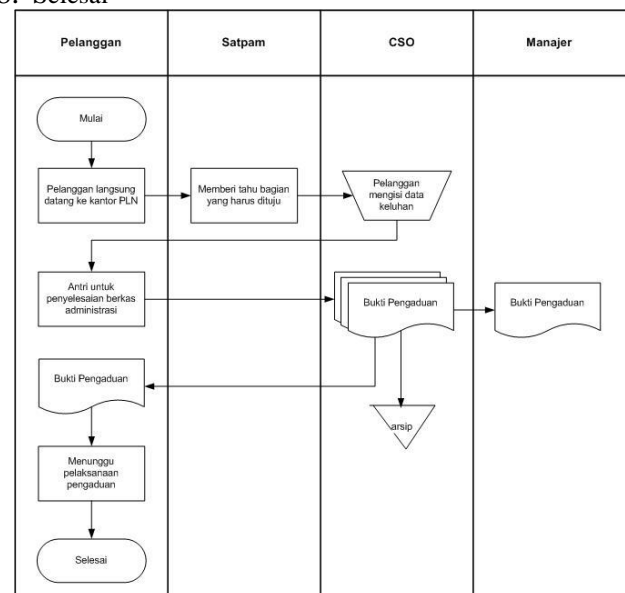 Selesai
Pelanggan
Satpam
CSO
Manajer
Mulai
Pelanggan langsung
datang ke kantor PLN
Memberi tahu bagian
yang harus dituju
Pelanggan
mengisi data
keluhan
Antri untuk
penyelesaian berkas
administrasi
Bukti Pengaduan
Bukti Pengaduan
Bukti Pengaduan
arsip
Menunggu
pelaksanaan
pengaduan
Selesai